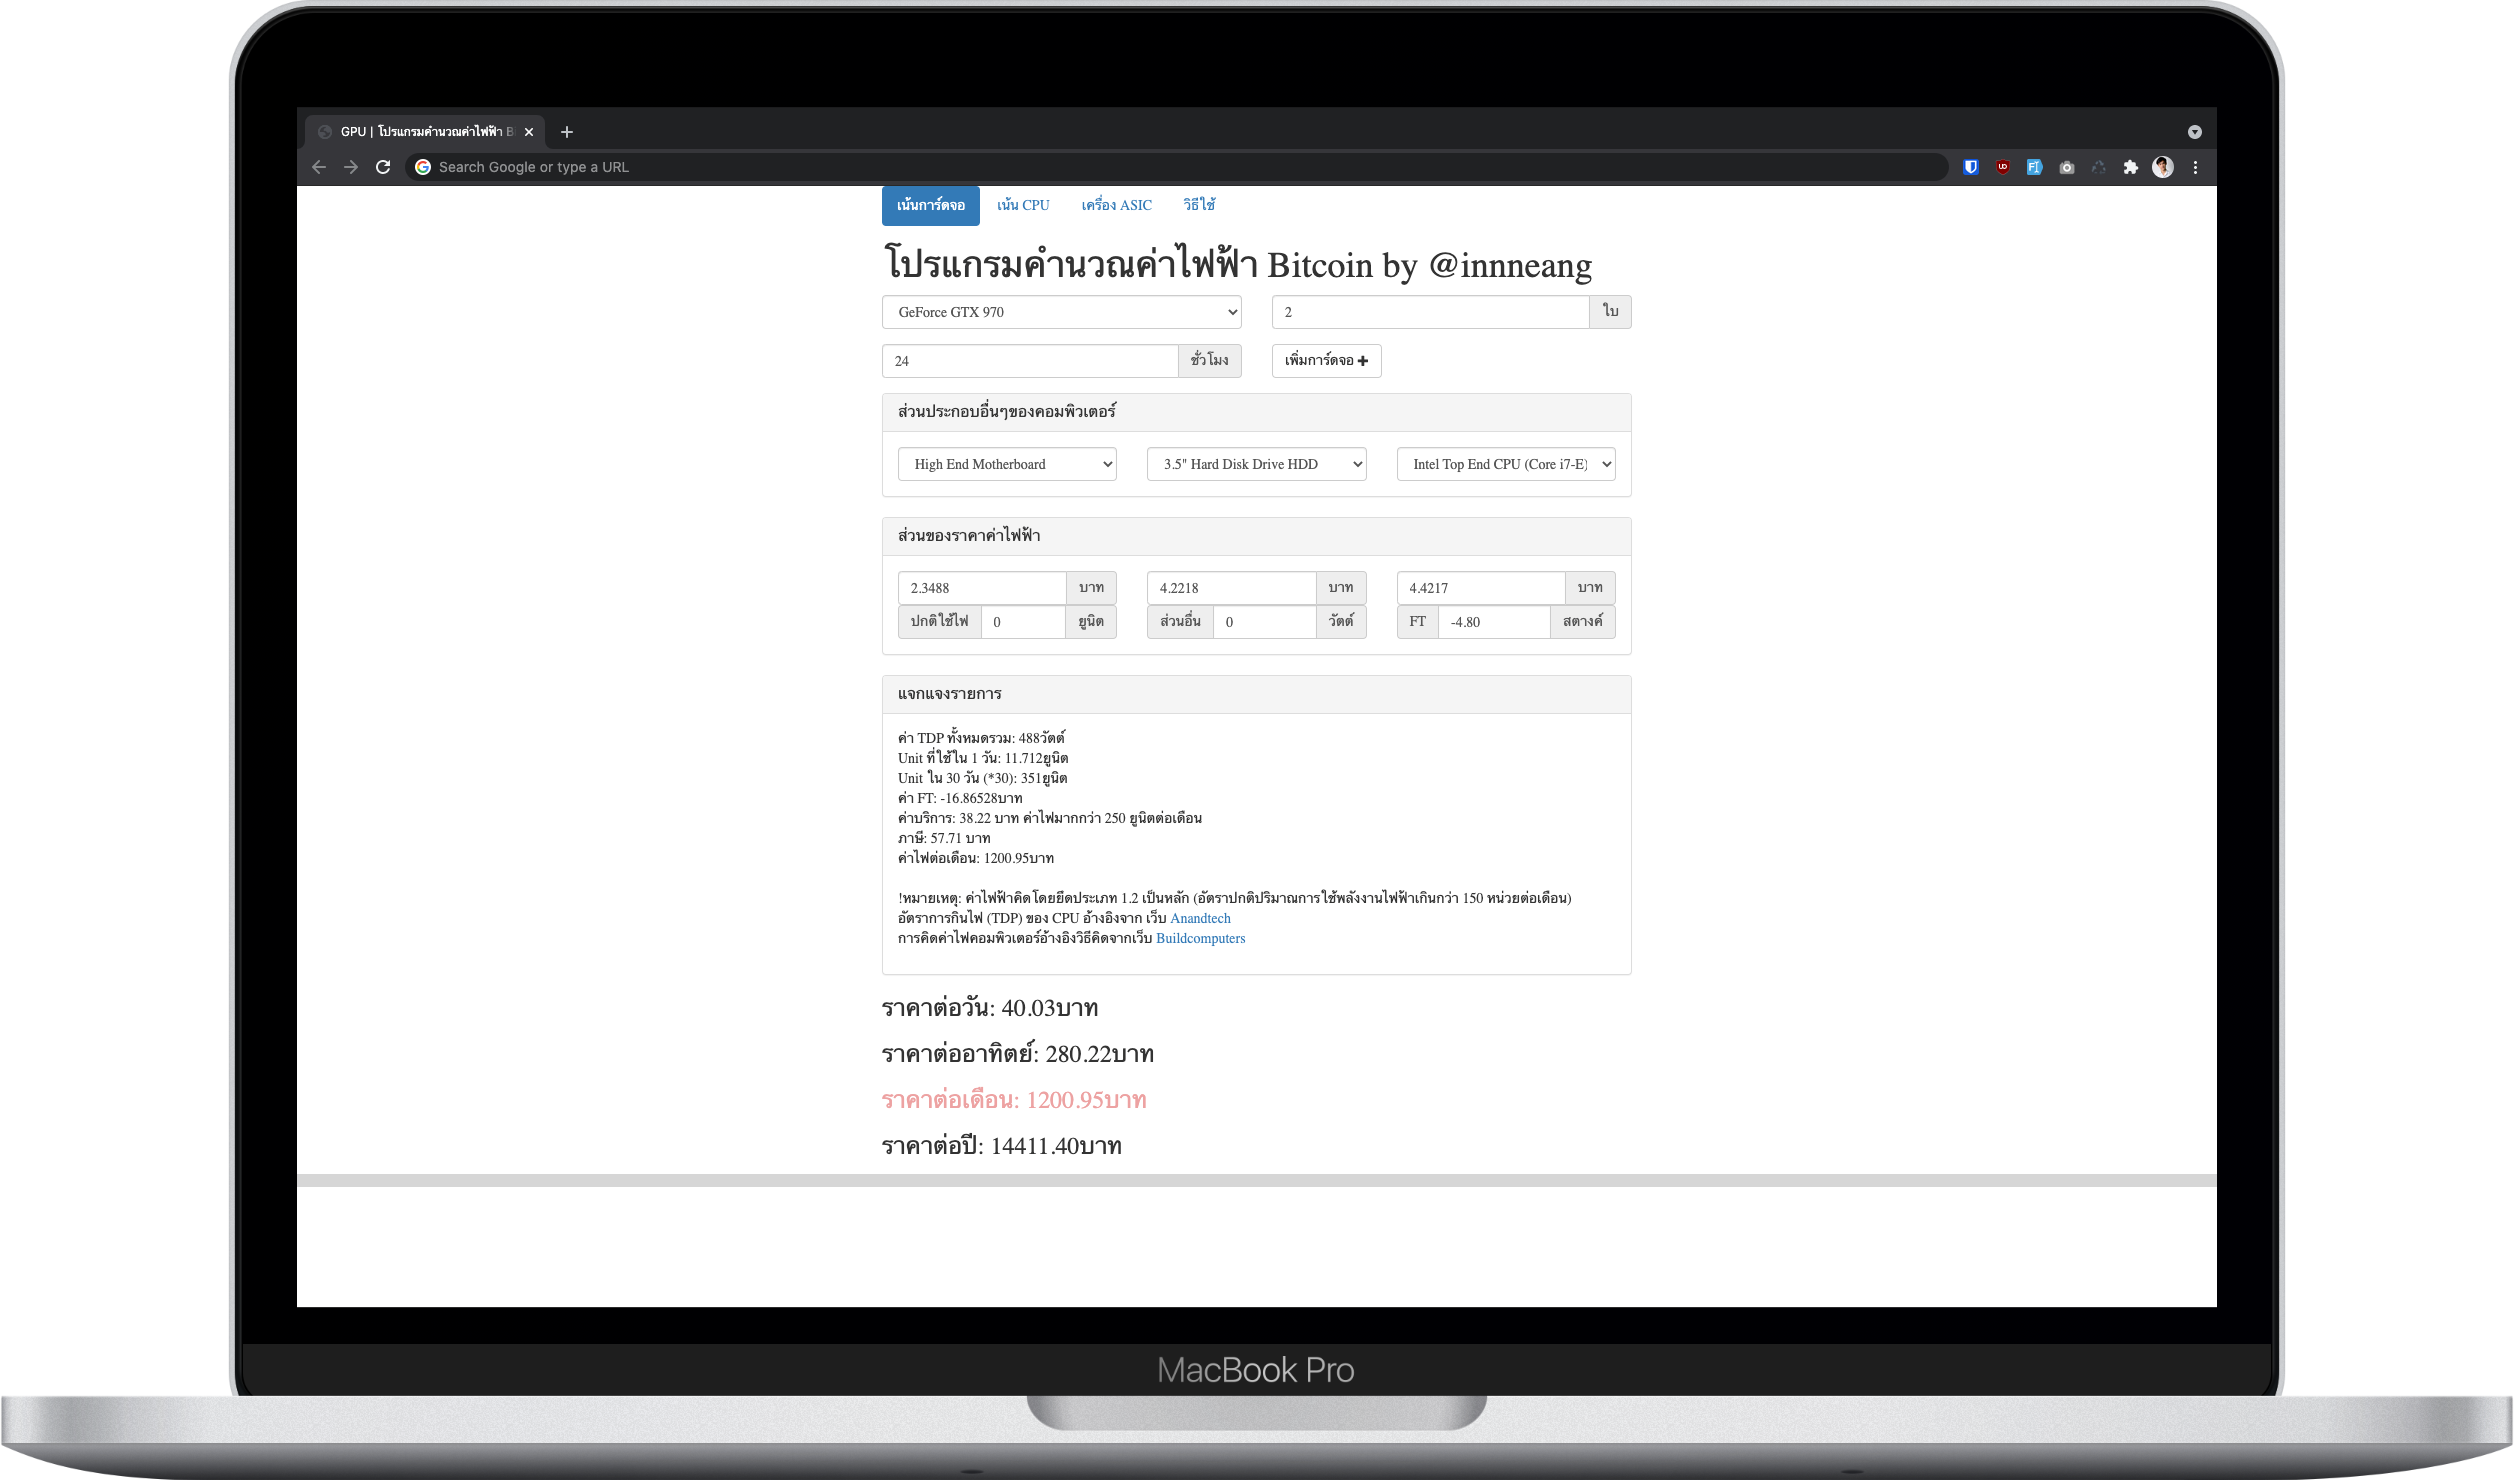 GPU | โปรแกรมคำนวณค่าไฟฟ้า B
Search Google or type a URL
เน้นการ์ดจอ เน้น CPU เครื่อง ASIC วิธีใช้
โปรแกรมคำนวณค่าไฟฟ้า Bitcoin by @innneang
GeForce GTX 970 2 ใบ
24 ชั่วโมง เพิ่มการ์ดจอ
ส่วนประกอบอื่นๆของคอมพิวเตอร์
High End Motherboard 3.5" Hard Disk Drive HDD Intel Top End CPU (Core i7-E)
ส่วนของราคาค่าไฟฟ้า
2.3488 บาท 4.2218 บาท 4.4217 บาท
ปกติใช้ไฟ 0 ยูนิต ส่วนอื่น 0 วัตต์ FT -4.80 สตางค์
แจกแจงรายการ
ค่า TDP ทั้งหมดรวม: 488วัตต์
Unit ที่ใช้ใน 1 วัน: 11.712ยูนิต
Unit ใน 30 วัน (*30): 351ยูนิต
ค่า FT: -16.86528บาท
ค่าบริการ: 38.22 บาท ค่าไฟมากกว่า 250 ยูนิตต่อเดือน
ภาษี: 57.71 บาท
ค่าไฟต่อเดือน: 1200.95บาท
!หมายเหตุ: ค่าไฟฟ้าคิดโดยยึดประเภท 1.2 เป็นหลัก (อัตราปกติปริมาณการใช้พลังงานไฟฟ้าเกินกว่า 150 หน่วยต่อเดือน)
อัตราการกินไฟ (TDP) ของ CPU อ้างอิงจาก เว็บ Anandtech
การคิดค่าไฟคอมพิวเตอร์อ้างอิงวิธีคิดจากเว็บ Buildcomputers
ราคาต่อวัน: 40.03บาท
ราคาต่ออาทิตย์: 280.22บาท
ราคาต่อเดือน: 1200.95บาท
ราคาต่อปี: 14411.40บาท
MacBook Pro